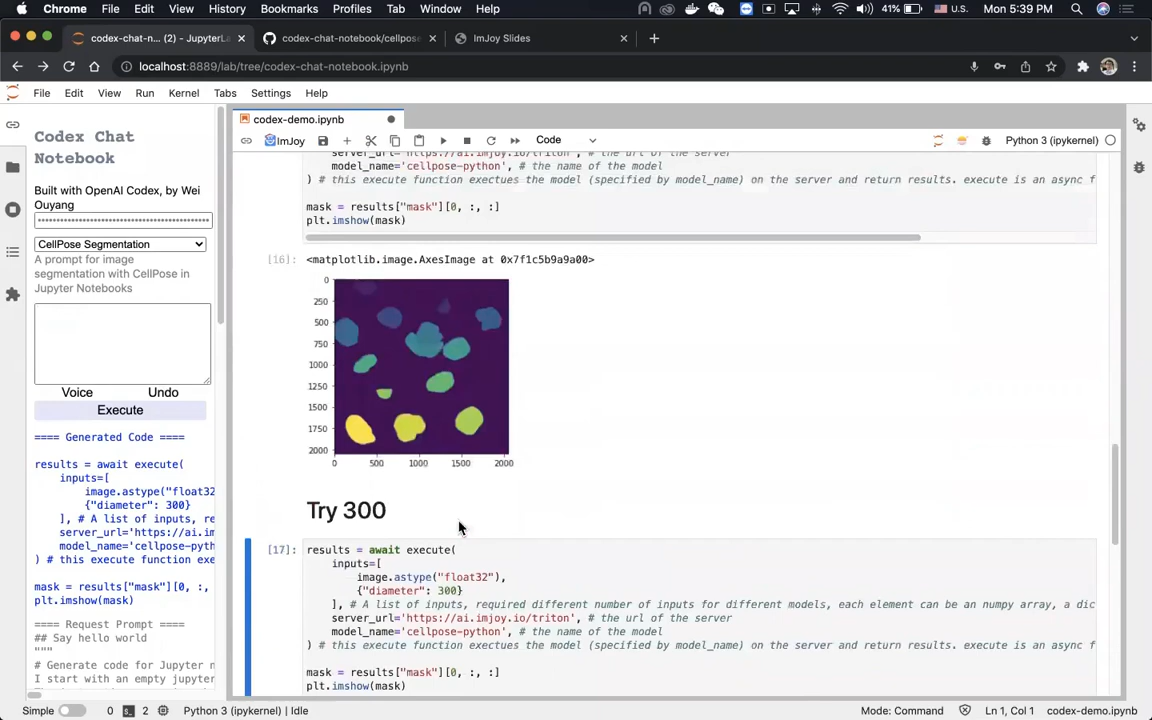 Chrome File Edit View History Bookmarks Profiles Tab Window Help 41% U.S. Mon 5:39 PM
codex-chat-n... (2) - JupyterLa codex-chat-notebook/cellpose ImJoy Slides
localhost:8889/lab/tree/codex-chat-notebook.ipynb
File Edit View Run Kernel Tabs Settings Help
Codex Chat
Notebook
Built with OpenAI Codex, by Wei
Ouyang
CellPose Segmentation
A prompt for image
segmentation with CellPose in
Jupyter Notebooks
Voice Undo
Execute
==== Generated Code ====
results = await execute(
inputs=[
image.astype("float32
{"diameter": 300}
], # A list of inputs, re
server_url='https://ai.im
model_name='cellpose-pyth
) # this execute function exe
mask = results["mask"][0, :,
plt.imshow(mask)
==== Request Prompt ====
## Say hello world
"""
# Generate code for Jupyter n
I start with an empty jupyter
codex-demo.ipynb
ImJoy Code Python 3 (ipykernel)
server_url='https://ai.imjoy.io/triton', # the url of the server
model_name='cellpose-python', # the name of the model
) # this execute function exectues the model (specified by model_name) on the server and return results. execute is an async f
mask = results["mask"][0, :, :]
plt.imshow(mask)
[16]: <matplotlib.image.AxesImage at 0x7f1c5b9a9a00>
0
250
500
750
1000
1250
1500
1750
2000
0 500 1000 1500 2000
Try 300
[17]: results = await execute(
inputs=[
image.astype("float32"),
{"diameter": 300}
], # A list of inputs, required different number of inputs for different models, each element can be an numpy array, a dic
server_url='https://ai.imjoy.io/triton', # the url of the server
model_name='cellpose-python', # the name of the model
) # this execute function exectues the model (specified by model_name) on the server and return results. execute is an async f
mask = results["mask"][0, :, :]
plt.imshow(mask)
Simple 0 2 Python 3 (ipykernel) | Idle Mode: Command Ln 1, Col 1 codex-demo.ipynb